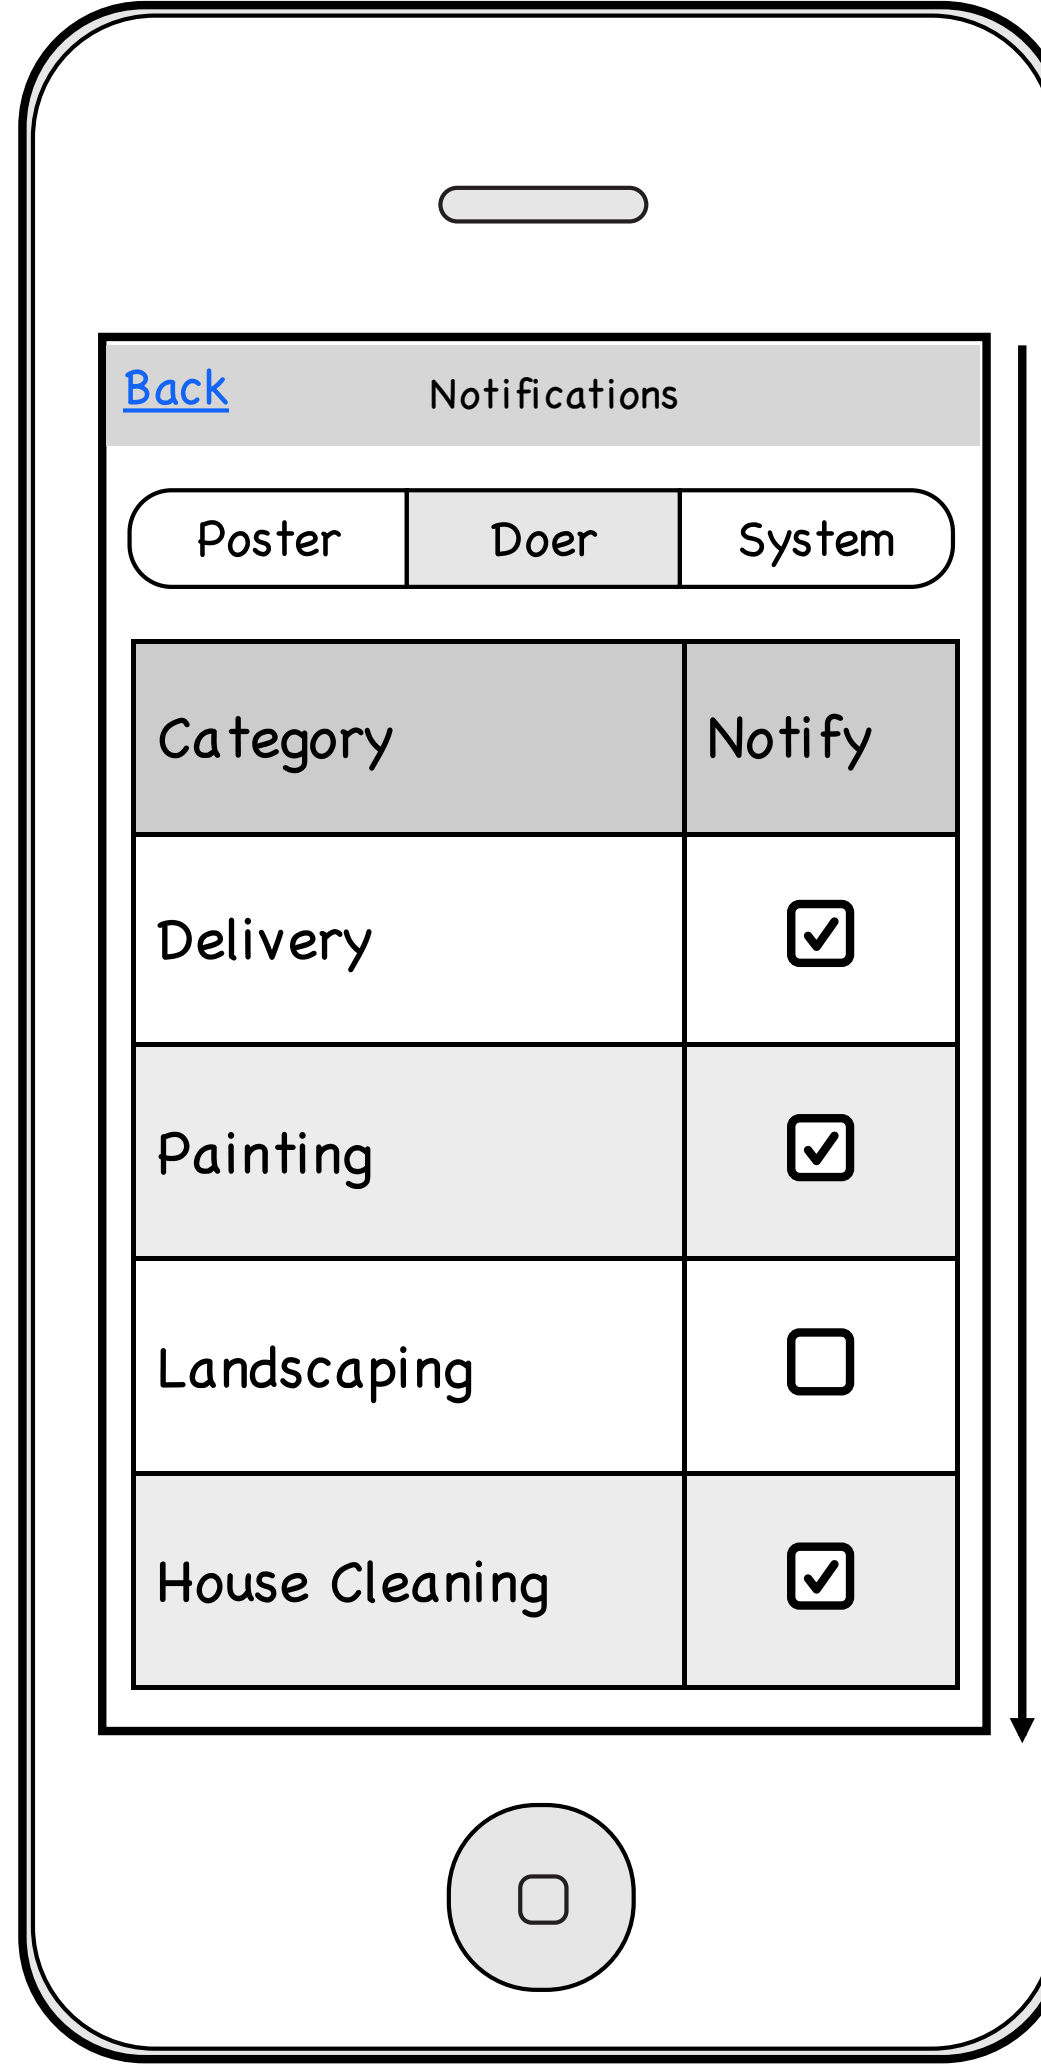 Back Notifications
Poster Doer System
Category Notify
Delivery
Painting
Landscaping
House Cleaning